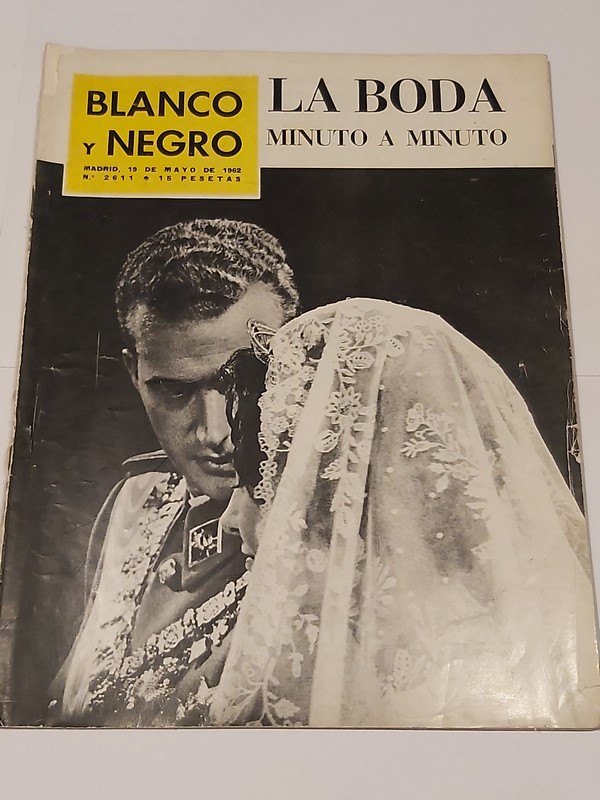 BLANCO
Y NEGRO
MADRID, 19 DE MAYO DE 1962
N.° 2611 ● 15 PESETAS
LA BODA
MINUTO A MINUTO